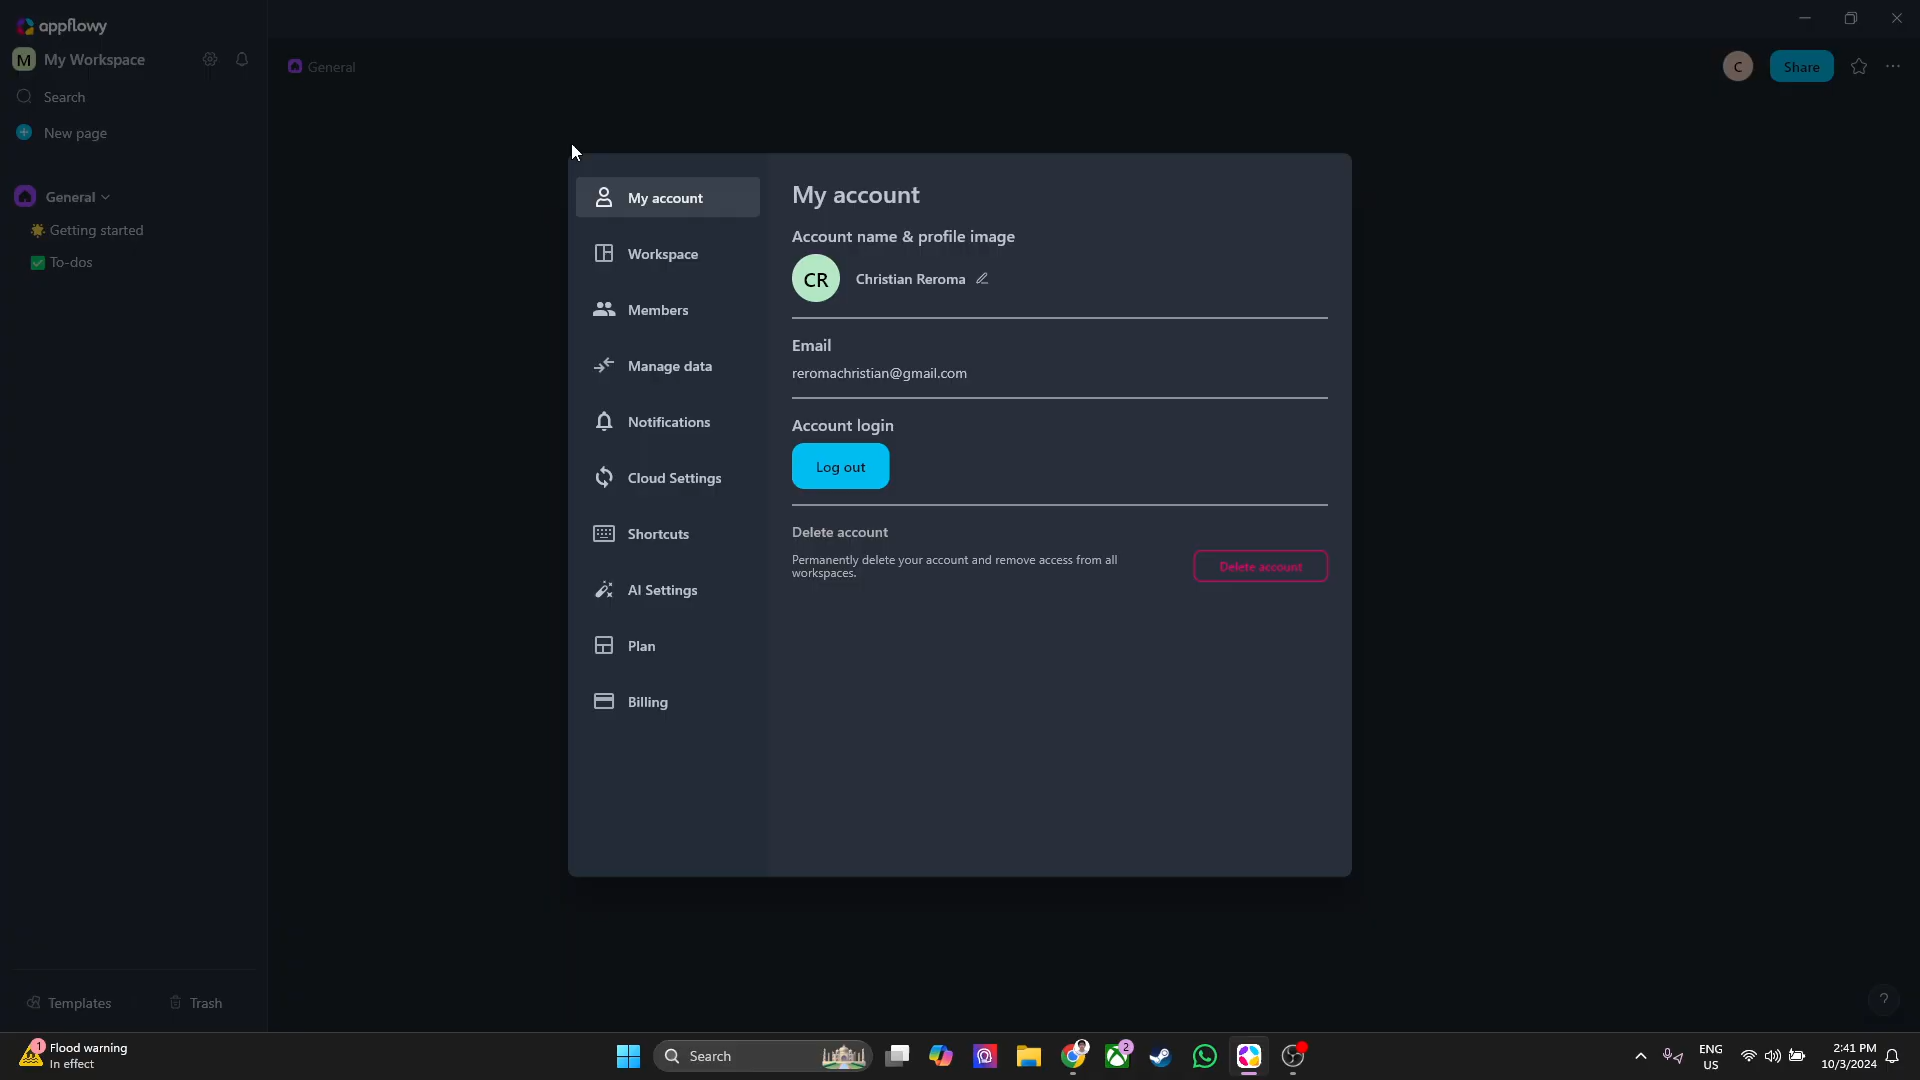 appflowy
M My Workspace
Search
New page
General
Getting started
To-dos
Templates
Trash
General
C
Share
My account
Workspace
Members
Manage data
Notifications
Cloud Settings
Shortcuts
AI Settings
Plan
Billing
My account
Account name & profile image
CR Christian Reroma
Email
reromachristian@gmail.com
Account login
Log out
Delete account
Permanently delete your account and remove access from all
workspaces.
Delete account
?
1
Flood warning
In effect
Search
2
ENG
US
2:41 PM
10/3/2024